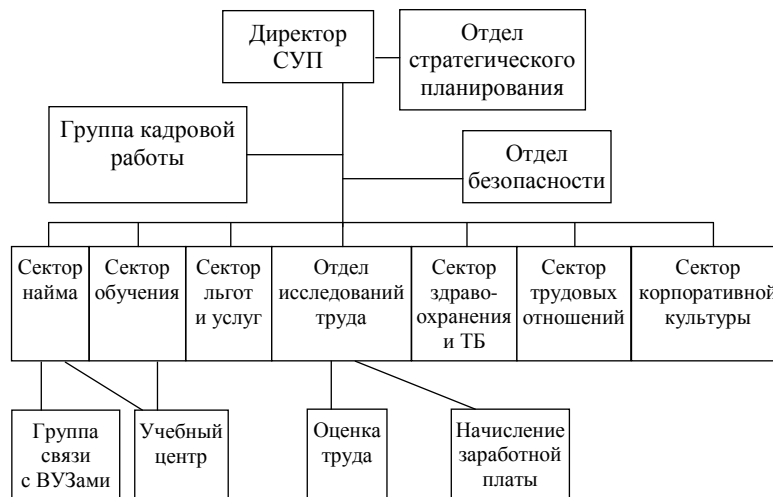 Директор
СУП
Отдел
стратегического
планирования
Группа кадровой
работы
Отдел
безопасности
Сектор
найма
Сектор
обучения
Сектор
льгот
и услуг
Отдел
исследований
труда
Сектор
здраво-
охранения
и ТБ
Сектор
трудовых
отношений
Сектор
корпоративной
культуры
Группа
связи
с ВУЗами
Учебный
центр
Оценка
труда
Начисление
заработной
платы